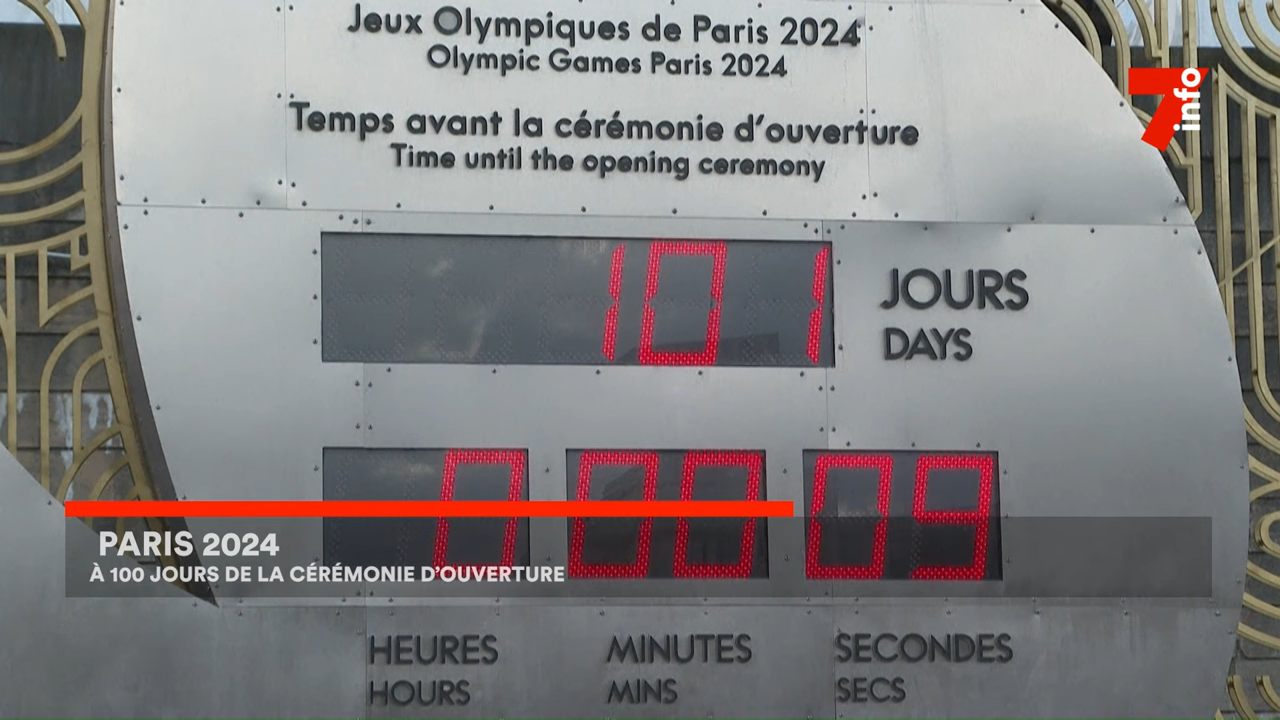 Jeux Olympiques de Paris 2024
Olympic Games Paris 2024
7info
Temps avant la cérémonie d'ouverture
Time until the opening ceremony
101 JOURS
DAYS
0 00 09
PARIS 2024
À 100 JOURS DE LA CÉRÉMONIE D'OUVERTURE
HEURES MINUTES SECONDES
HOURS MINS SECS